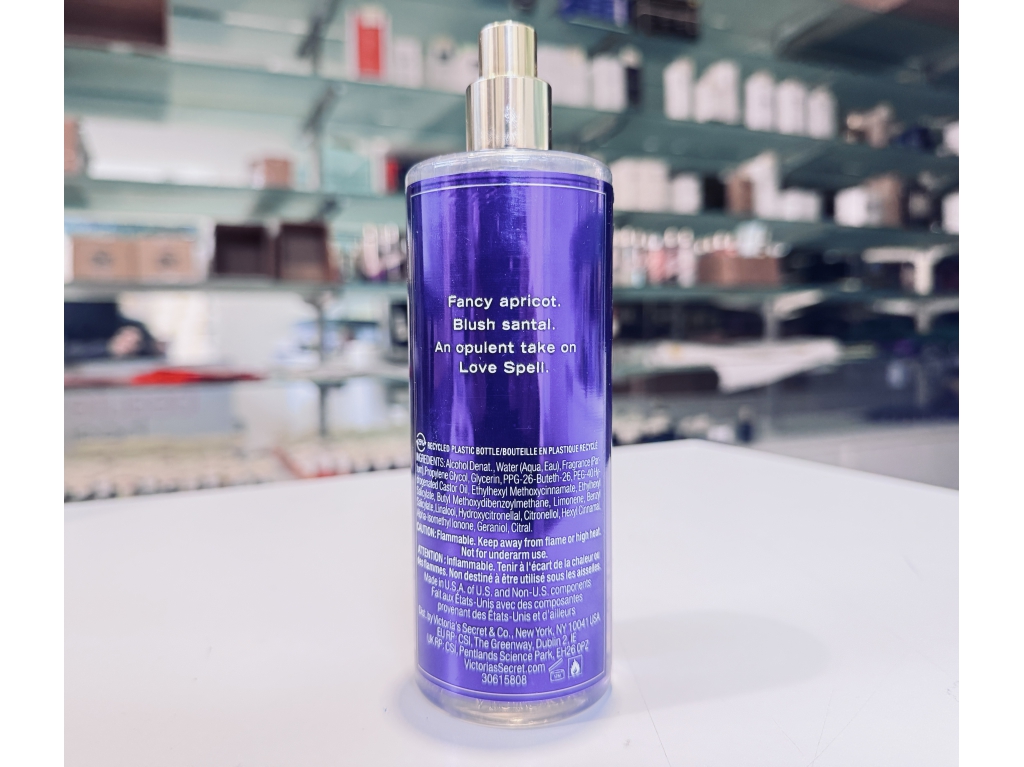 Fancy apricot.
Blush santal.
An opulent take on
Love Spell.
RECYCLED PLASTIC BOTTLE/BOUTEILLE EN PLASTIQUE RECYCLÉ
INGREDIENTS: Alcohol Denat., Water (Aqua, Eau), Fragrance (Par-
fum), Propylene Glycol, Glycerin, PPG-26-Buteth-26, PEG-40 Hy-
drogenated Castor Oil, Ethylhexyl Methoxycinnamate, Ethylhexyl
Salicylate, Butyl Methoxydibenzoylmethane, Limonene, Benzyl
Salicylate, Linalool, Hydroxycitronellal, Citronellol, Hexyl Cinnamal,
Alpha-Isomethyl Ionone, Geraniol, Citral.
CAUTION: Flammable. Keep away from flame or high heat.
Not for underarm use.
ATTENTION : Inflammable. Tenir à l'écart de la chaleur ou
des flammes. Non destiné à être utilisé sous les aisselles.
Made in U.S.A. of U.S. and Non-U.S. components
Fait aux États-Unis avec des composantes
provenant des États-Unis et d'ailleurs
Dist. by Victoria's Secret & Co., New York, NY 10041 USA
EU RP: CSI, The Greenway, Dublin 2, IE
UK RP: CSI, Pentlands Science Park, EH26 0PZ
VictoriasSecret.com
30615808